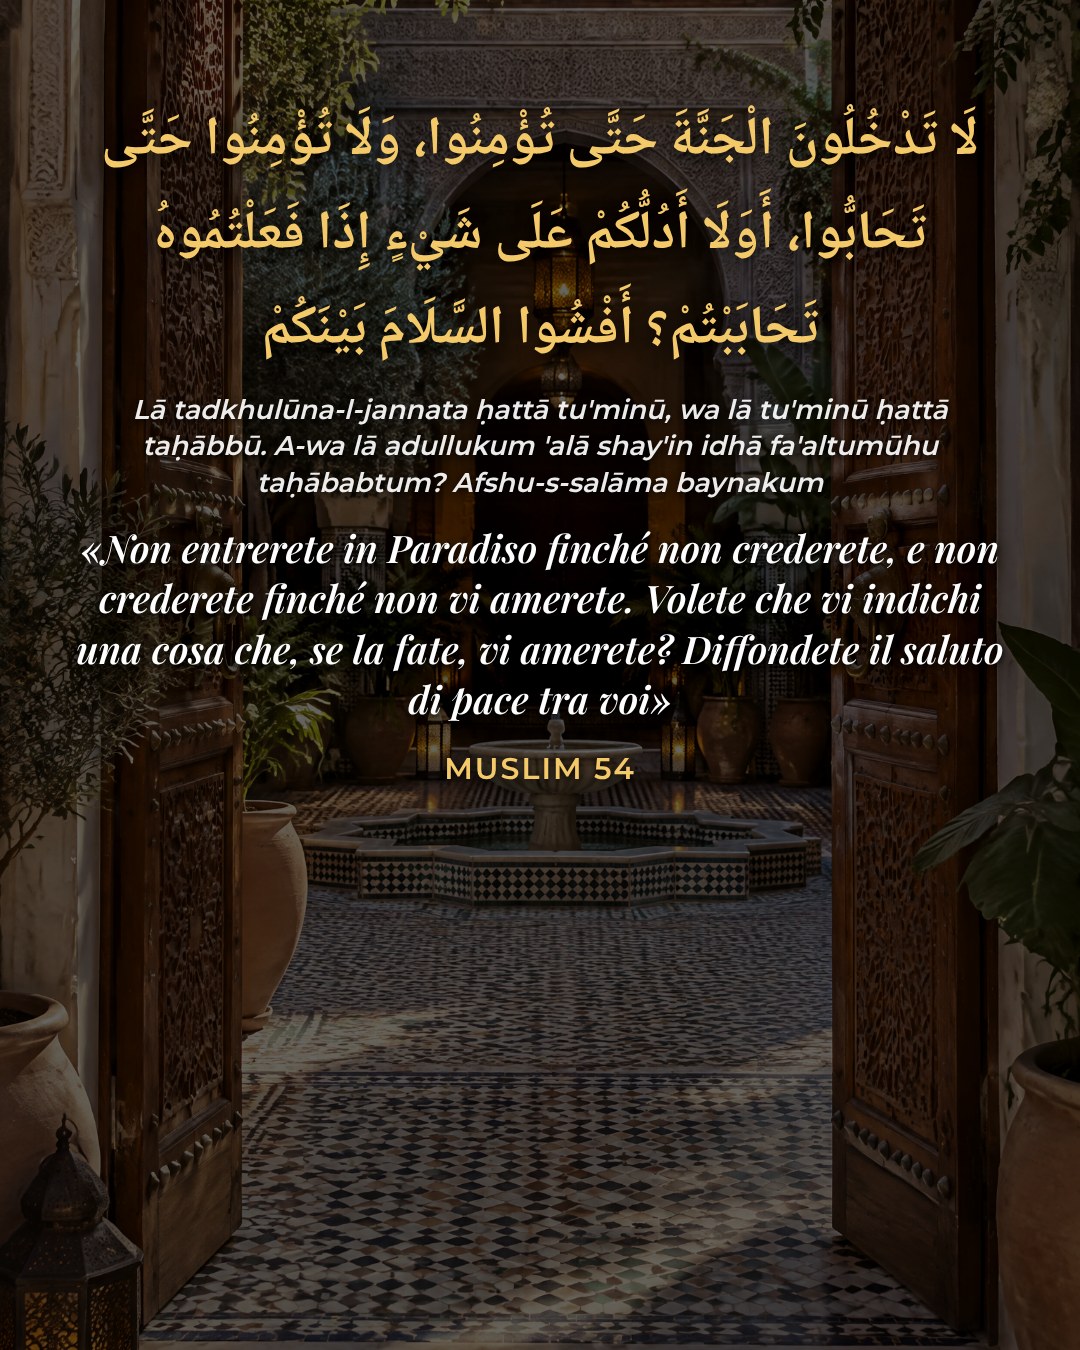 لَا تَدْخُلُونَ الْجَنَّةَ حَتَّى تُؤْمِنُوا، وَلَا تُؤْمِنُوا حَتَّى
تَحَابُّوا، أَوَلَا أَدُلُّكُمْ عَلَى شَيْءٍ إِذَا فَعَلْتُمُوهُ
تَحَابَبْتُمْ؟ أَفْشُوا السَّلَامَ بَيْنَكُمْ
Lā tadkhulūna-l-jannata ḥattā tu'minū, wa lā tu'minū ḥattā
taḥābbū. A-wa lā adullukum 'alā shay'in idhā fa'altumūhu
taḥābabtum? Afshu-s-salāma baynakum
«Non entrerete in Paradiso finché non crederete, e non
crederete finché non vi amerete. Volete che vi indichi
una cosa che, se la fate, vi amerete? Diffondete il saluto
di pace tra voi»
MUSLIM 54